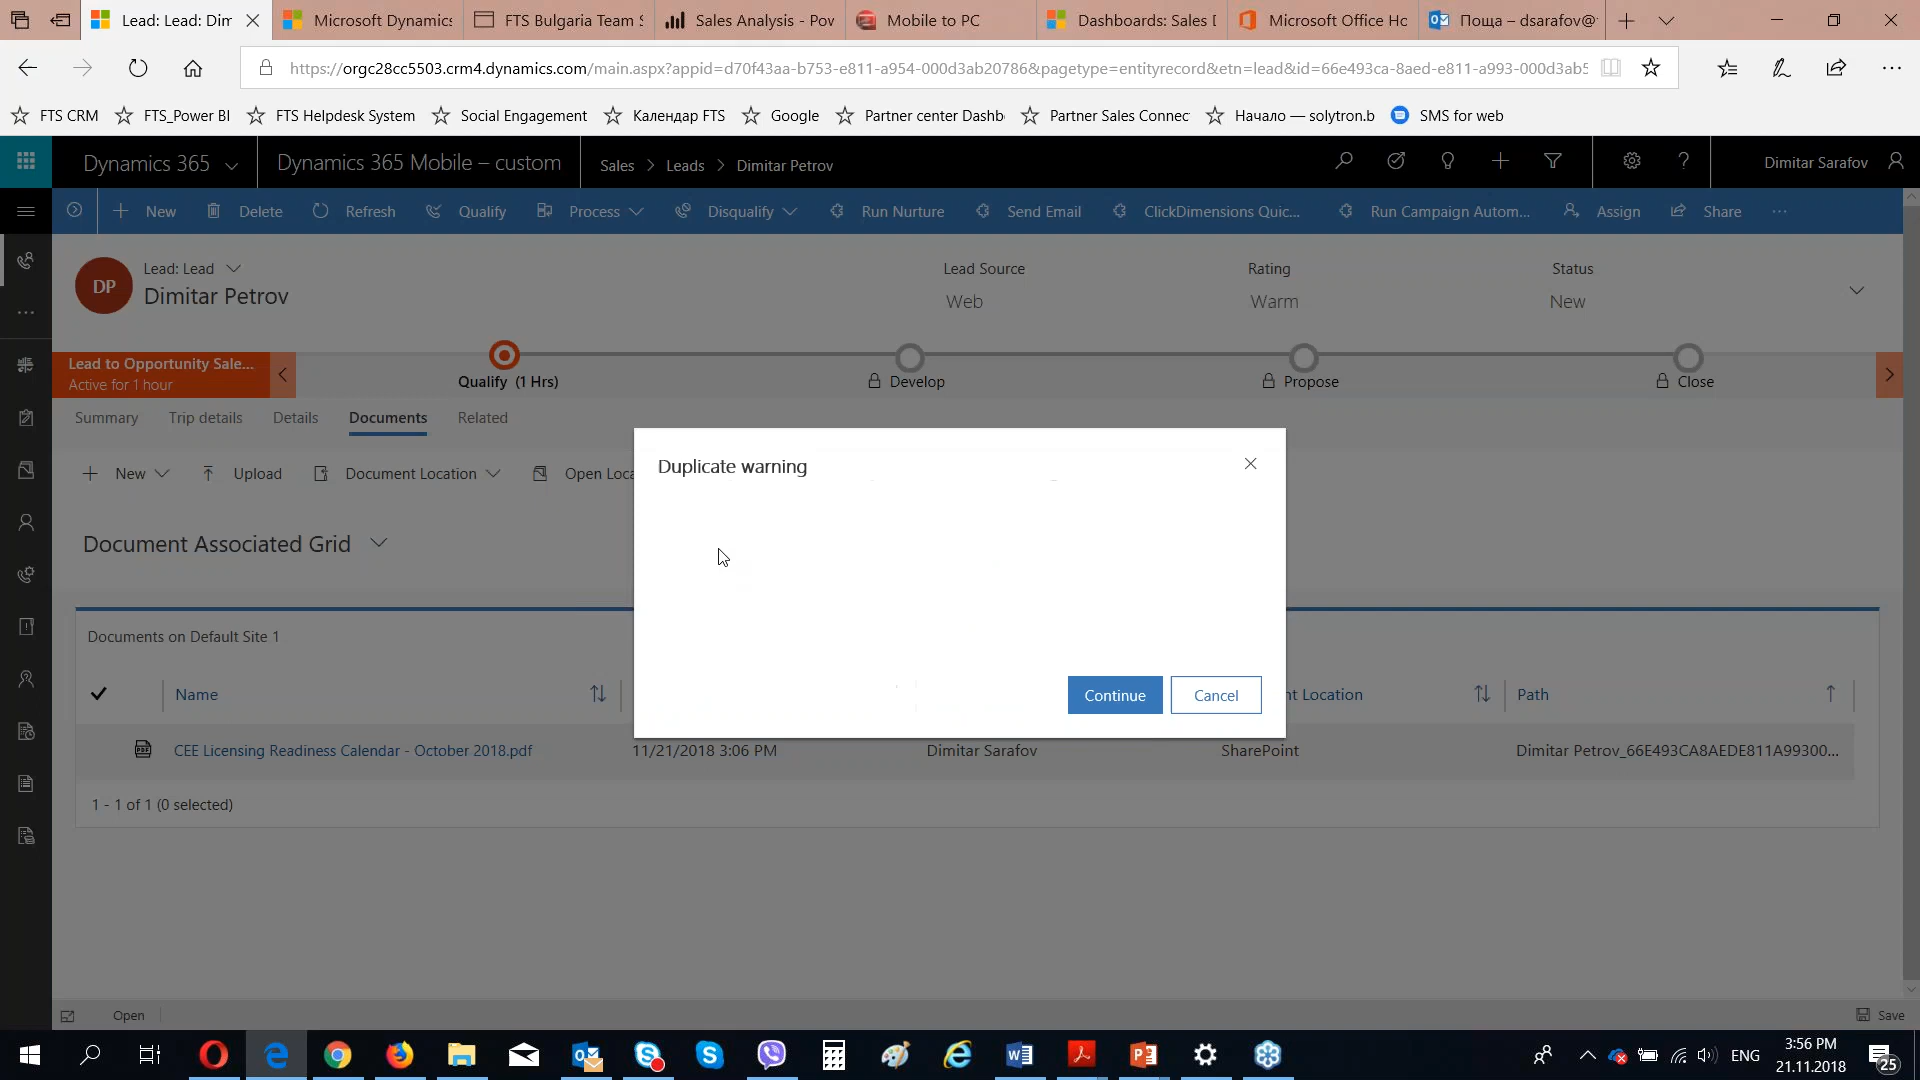 Lead: Lead: Dim
Microsoft Dynamics
FTS Bulgaria Team S
Sales Analysis - Pow
Mobile to PC
Dashboards: Sales D
Microsoft Office Ho
Поща – dsarafov@
https://orgc28cc5503.crm4.dynamics.com/main.aspx?appid=d70f43aa-b753-e811-a954-000d3ab20786&pagetype=entityrecord&etn=lead&id=66e493ca-8aed-e811-a993-000d3ab5
FTS CRM
FTS_Power BI
FTS Helpdesk System
Social Engagement
Календар FTS
Google
Partner center Dashb
Partner Sales Connec
Начало — solytron.b
SMS for web
Dynamics 365
Dynamics 365 Mobile – custom
Sales > Leads > Dimitar Petrov
Dimitar Sarafov
New
Delete
Refresh
Qualify
Process
Disqualify
Run Nurture
Send Email
ClickDimensions Quic...
Run Campaign Autom...
Assign
Share
DP
Lead: Lead
Dimitar Petrov
Lead Source
Web
Rating
Warm
Status
New
Lead to Opportunity Sale...
Active for 1 hour
Qualify (1 Hrs)
Develop
Propose
Close
Summary
Trip details
Details
Documents
Related
New
Upload
Document Location
Open Loca
Duplicate warning
Continue
Cancel
Document Associated Grid
Documents on Default Site 1
Name
t Location
Path
CEE Licensing Readiness Calendar - October 2018.pdf
11/21/2018 3:06 PM
Dimitar Sarafov
SharePoint
Dimitar Petrov_66E493CA8AEDE811A99300...
1 - 1 of 1 (0 selected)
Open
Save
ENG
3:56 PM
21.11.2018
25